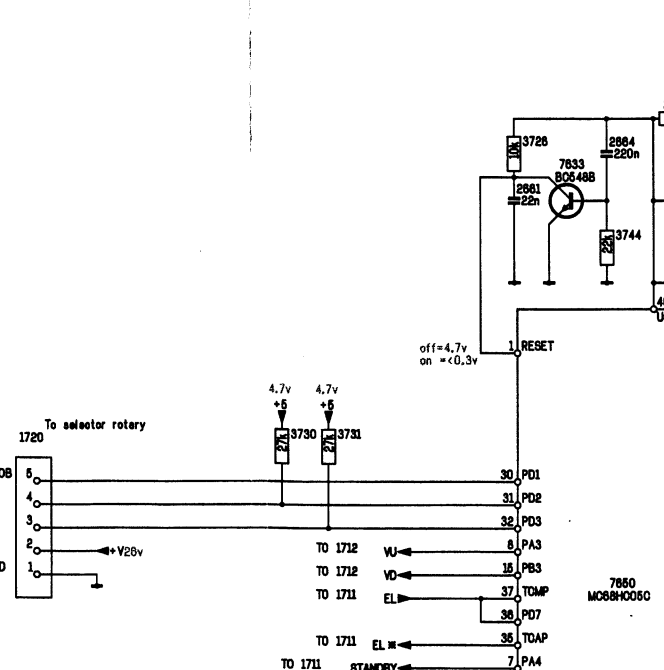 3726
10k
2664
220n
7633
BC548B
2661
22n
3744
22k
off=4.7v
on =<0.3v
1 RESET
4.7v 4.7v
+5 +5
3730
27k
3731
27k
To selector rotary
1720
5
30 PD1
4
31 PD2
3
32 PD3
2
+V28v
1
TO 1712 VU 8 PA3
TO 1712 VD 15 PB3
TO 1711 EL 37 TCMP
36 PD7
7650
MC68HC05C
TO 1711 EL ※ 35 TCAP
TO 1711 STANDBY 7 PA4